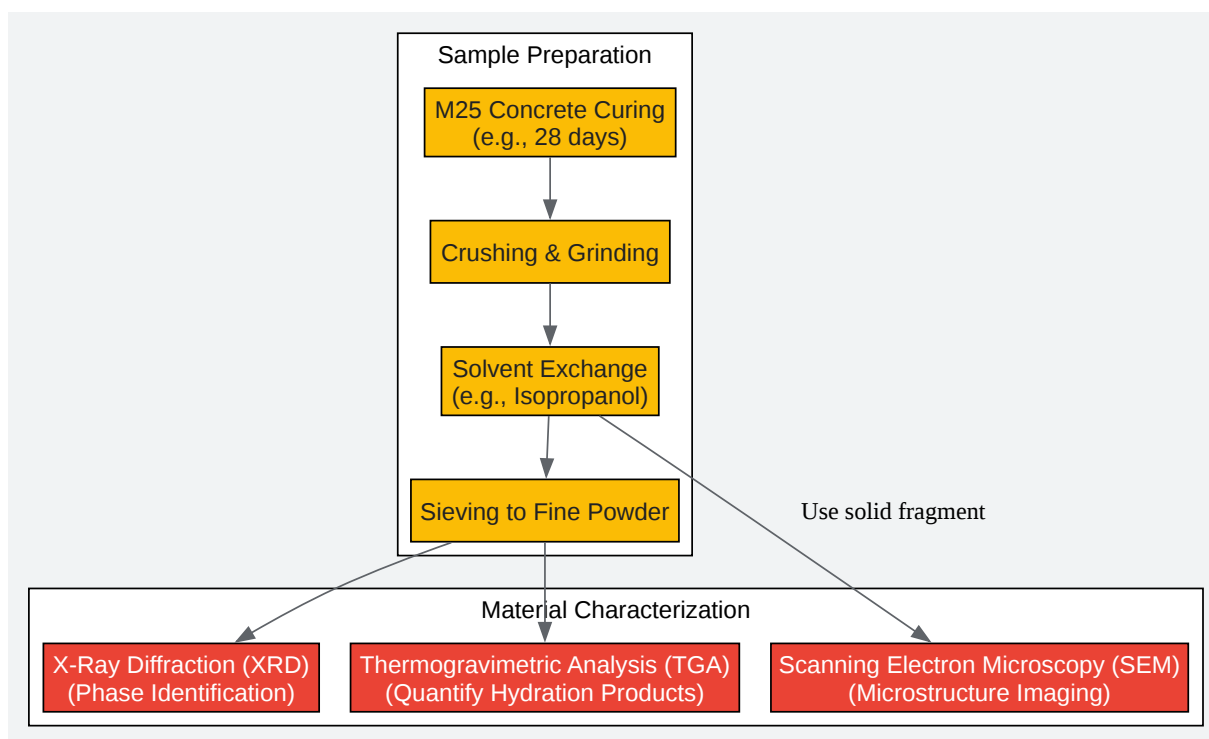 Sample Preparation
M25 Concrete Curing
(e.g., 28 days)
Crushing & Grinding
Solvent Exchange
(e.g., Isopropanol)
Sieving to Fine Powder
Use solid fragment
Material Characterization
X-Ray Diffraction (XRD)
(Phase Identification)
Thermogravimetric Analysis (TGA)
(Quantify Hydration Products)
Scanning Electron Microscopy (SEM)
(Microstructure Imaging)